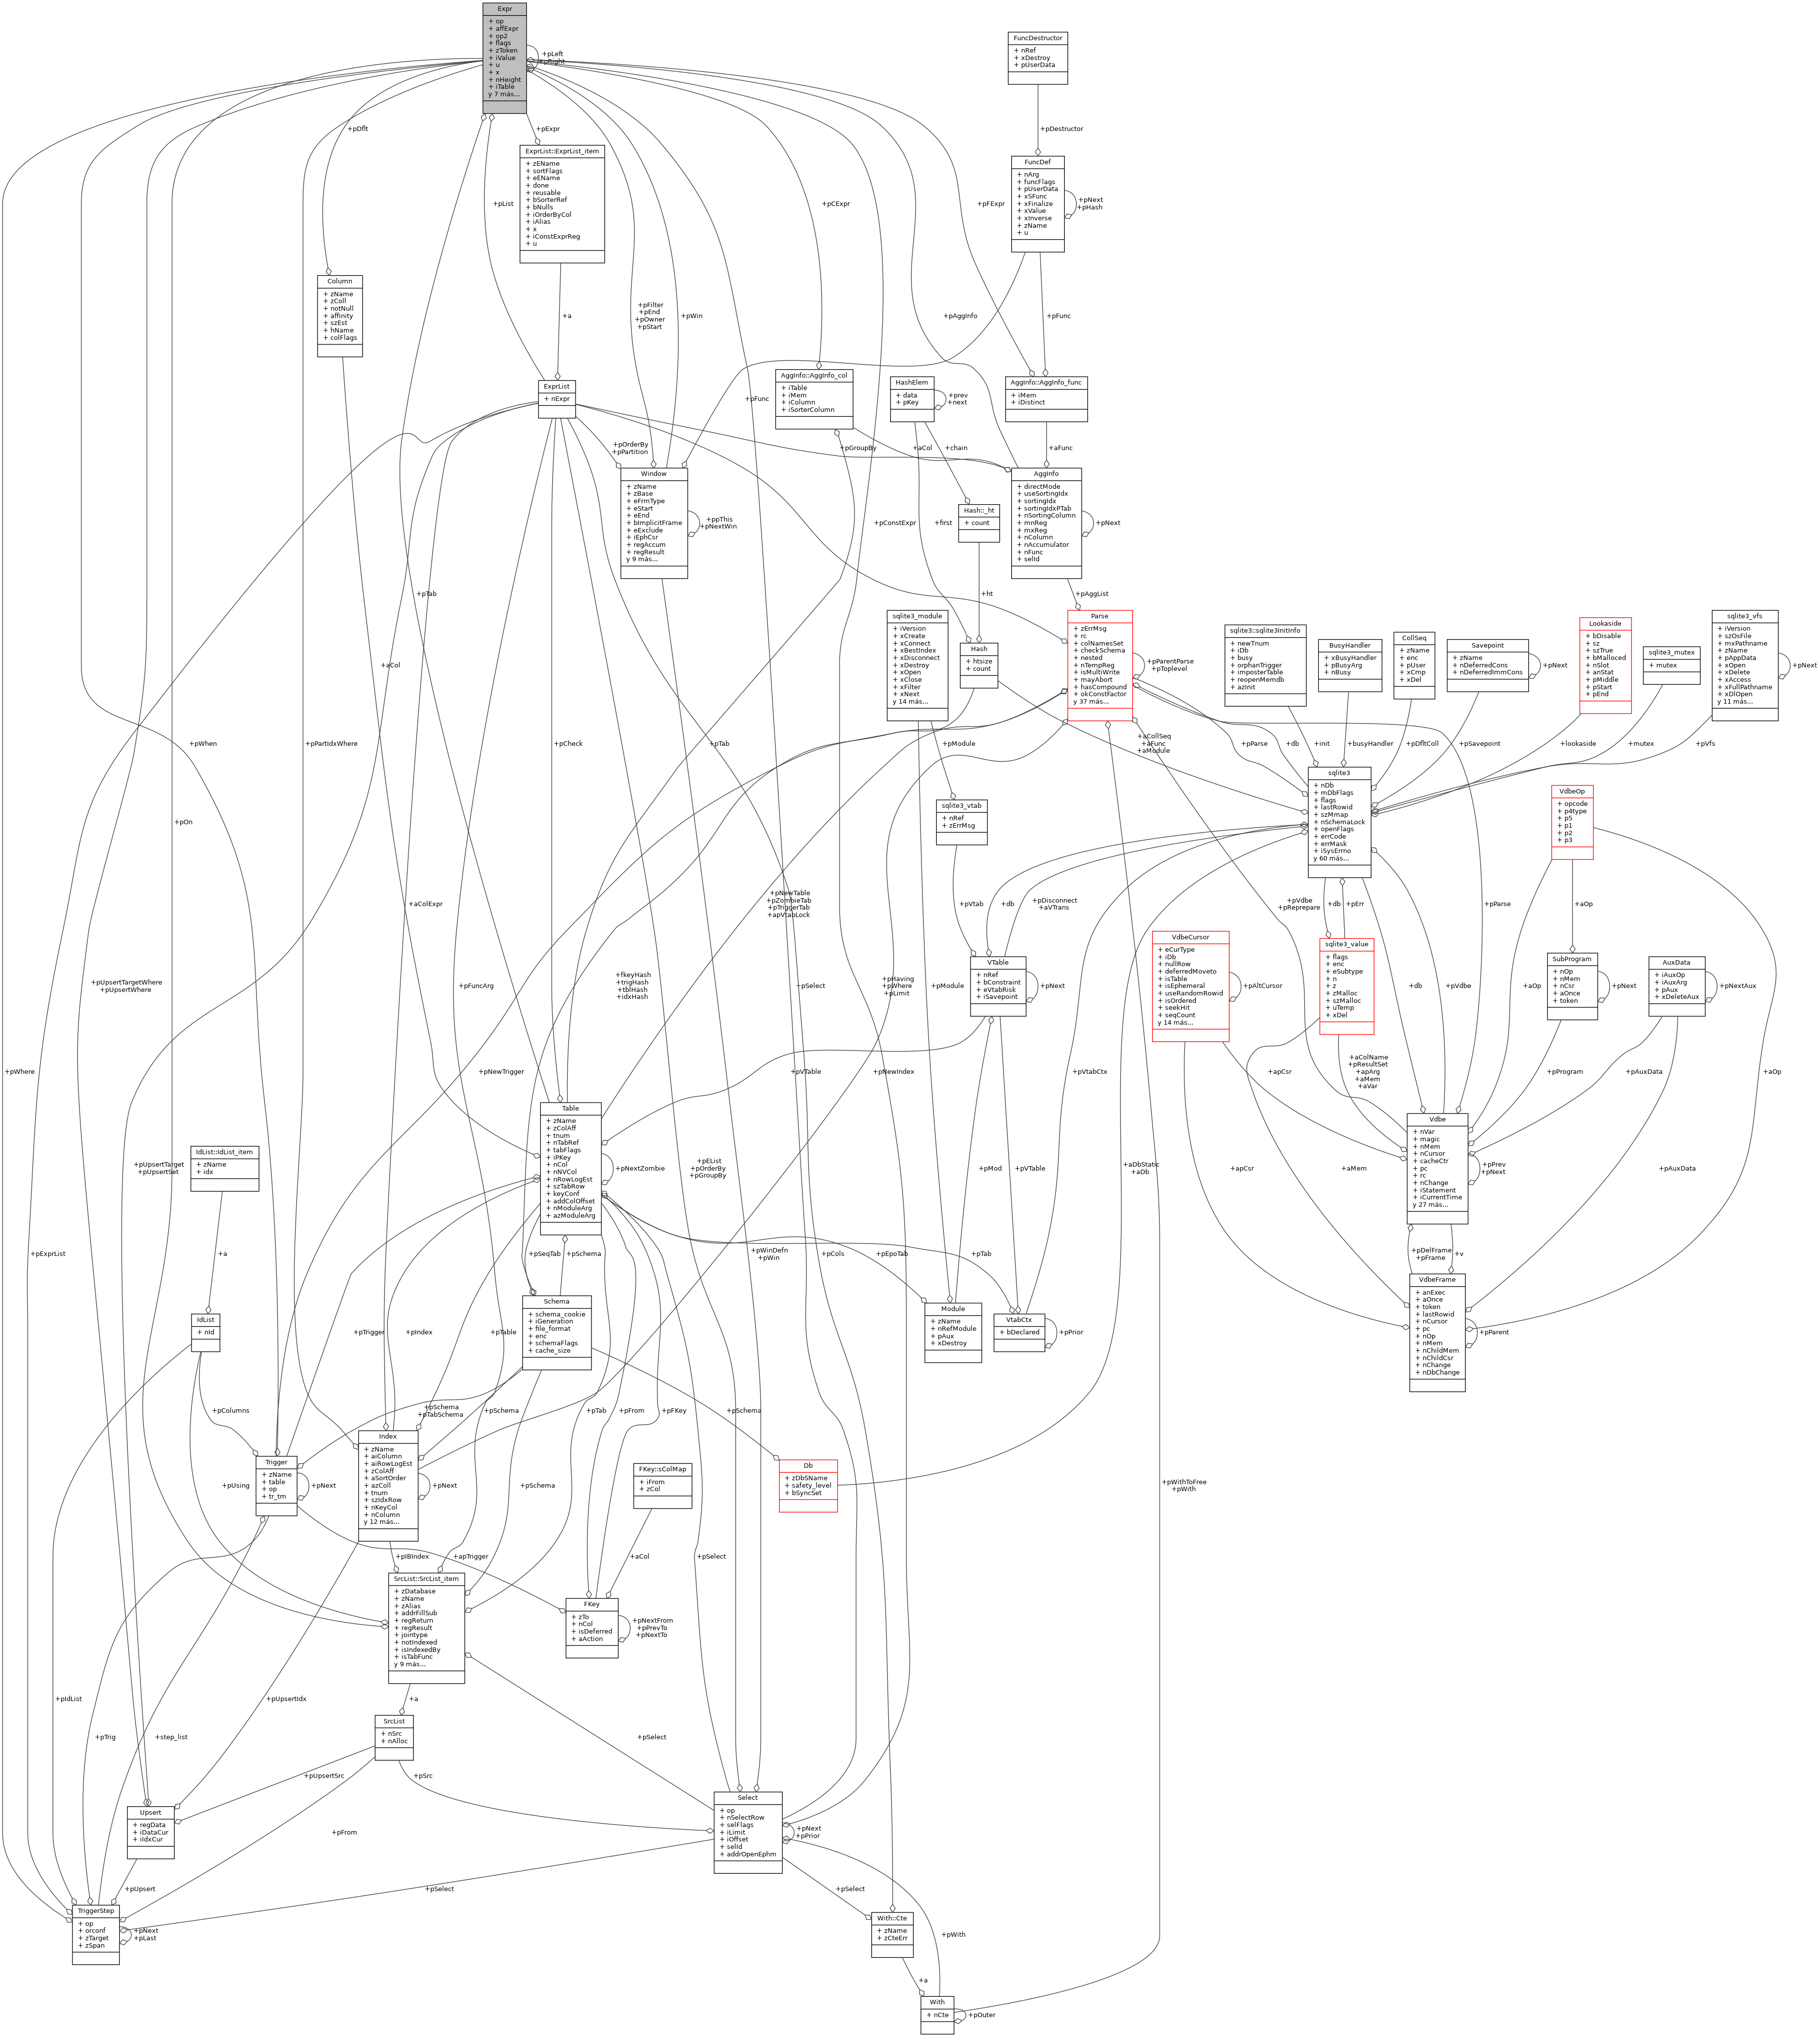 Expr
+ op
+ affExpr
+ op2
+ flags
+ zToken
+ iValue
+ u
+ x
+ nHeight
+ iTable
y 7 más...
+pLeft
+pRight
FuncDestructor
+ nRef
+ xDestroy
+ pUserData
+pDflt
+pExpr
+pDestructor
ExprList::ExprList_item
+ zEName
+ sortFlags
+ eEName
+ done
+ reusable
+ bSorterRef
+ bNulls
+ iOrderByCol
+ iAlias
+ x
+ iConstExprReg
+ u
FuncDef
+ nArg
+ funcFlags
+ pUserData
+ xSFunc
+ xFinalize
+ xValue
+ xInverse
+ zName
+ u
+pNext
+pHash
+pList
+pCExpr
+pFExpr
Column
+ zName
+ zColl
+ notNull
+ affinity
+ szEst
+ hName
+ colFlags
+a
+pFilter
+pEnd
+pOwner
+pStart
+pWin
+pAggInfo
+pFunc
ExprList
+ nExpr
+pFunc
AggInfo::AggInfo_col
+ iTable
+ iMem
+ iColumn
+ iSorterColumn
HashElem
+ data
+ pKey
+prev
+next
AggInfo::AggInfo_func
+ iMem
+ iDistinct
+pOrderBy
+pPartition
+pGroupBy
+aCol
+chain
+aFunc
Window
+ zName
+ zBase
+ eFrmType
+ eStart
+ eEnd
+ bImplicitFrame
+ eExclude
+ iEphCsr
+ regAccum
+ regResult
y 9 más...
+ppThis
+pNextWin
+pConstExpr
+first
Hash::_ht
+ count
AggInfo
+ directMode
+ useSortingIdx
+ sortingIdx
+ sortingIdxPTab
+ nSortingColumn
+ mnReg
+ mxReg
+ nColumn
+ nAccumulator
+ nFunc
+ selId
+pNext
+pTab
+ht
+pAggList
sqlite3_module
+ iVersion
+ xCreate
+ xConnect
+ xBestIndex
+ xDisconnect
+ xDestroy
+ xOpen
+ xClose
+ xFilter
+ xNext
y 14 más...
Hash
+ htsize
+ count
Parse
+ zErrMsg
+ rc
+ colNamesSet
+ checkSchema
+ nested
+ nTempReg
+ isMultiWrite
+ mayAbort
+ hasCompound
+ okConstFactor
y 37 más...
+pParentParse
+pToplevel
sqlite3::sqlite3InitInfo
+ newTnum
+ iDb
+ busy
+ orphanTrigger
+ imposterTable
+ reopenMemdb
+ azInit
BusyHandler
+ xBusyHandler
+ pBusyArg
+ nBusy
CollSeq
+ zName
+ enc
+ pUser
+ xCmp
+ xDel
Savepoint
+ zName
+ nDeferredCons
+ nDeferredImmCons
+pNext
Lookaside
+ bDisable
+ sz
+ szTrue
+ bMalloced
+ nSlot
+ anStat
+ pMiddle
+ pStart
+ pEnd
sqlite3_mutex
+ mutex
sqlite3_vfs
+ iVersion
+ szOsFile
+ mxPathname
+ zName
+ pAppData
+ xOpen
+ xDelete
+ xAccess
+ xFullPathname
+ xDlOpen
y 11 más...
+pNext
+aCol
+pWhen
+pPartIdxWhere
+pCheck
+pTab
+pModule
+aCollSeq
+aFunc
+aModule
+pParse
+db
+init
+busyHandler
+pDfltColl
+pSavepoint
+lookaside
+mutex
+pVfs
+pOn
sqlite3_vtab
+ nRef
+ zErrMsg
sqlite3
+ nDb
+ mDbFlags
+ flags
+ lastRowid
+ szMmap
+ nSchemaLock
+ openFlags
+ errCode
+ errMask
+ iSysErrno
y 60 más...
VdbeOp
+ opcode
+ p4type
+ p5
+ p1
+ p2
+ p3
+aColExpr
+pNewTable
+pZombieTab
+pTriggerTab
+apVtabLock
+pVtab
+db
+pDisconnect
+aVTrans
+pVdbe
+pReprepare
+db
+pErr
+pParse
+aOp
+pUpsertTargetWhere
+pUpsertWhere
+pFuncArg
+fkeyHash
+trigHash
+tblHash
+idxHash
+pSelect
+pHaving
+pWhere
+pLimit
+pModule
VTable
+ nRef
+ bConstraint
+ eVtabRisk
+ iSavepoint
+pNext
VdbeCursor
+ eCurType
+ iDb
+ nullRow
+ deferredMoveto
+ isTable
+ isEphemeral
+ useRandomRowid
+ isOrdered
+ seekHit
+ seqCount
y 14 más...
+pAltCursor
sqlite3_value
+ flags
+ enc
+ eSubtype
+ n
+ z
+ zMalloc
+ szMalloc
+ uTemp
+ xDel
+db
+pVdbe
+aOp
SubProgram
+ nOp
+ nMem
+ nCsr
+ aOnce
+ token
+pNext
AuxData
+ iAuxOp
+ iAuxArg
+ pAux
+ xDeleteAux
+pNextAux
+pWhere
+pNewTrigger
+pVTable
+pNewIndex
+pVtabCtx
+apCsr
+aColName
+pResultSet
+apArg
+aMem
+aVar
+pProgram
+pAuxData
+aOp
Table
+ zName
+ zColAff
+ tnum
+ nTabRef
+ tabFlags
+ iPKey
+ nCol
+ nNVCol
+ nRowLogEst
+ szTabRow
+ keyConf
+ addColOffset
+ nModuleArg
+ azModuleArg
+pNextZombie
Vdbe
+ nVar
+ magic
+ nMem
+ nCursor
+ cacheCtr
+ pc
+ rc
+ nChange
+ iStatement
+ iCurrentTime
y 27 más...
+pPrev
+pNext
IdList::IdList_item
+ zName
+ idx
+pUpsertTarget
+pUpsertSet
+pEList
+pOrderBy
+pGroupBy
+pMod
+pVTable
+aDbStatic
+aDb
+apCsr
+aMem
+pAuxData
+pExprList
+a
+pSeqTab
+pSchema
+pWinDefn
+pWin
+pCols
+pEpoTab
+pTab
+pDelFrame
+pFrame
+v
IdList
+ nId
+pTrigger
+pIndex
+pTable
Schema
+ schema_cookie
+ iGeneration
+ file_format
+ enc
+ schemaFlags
+ cache_size
Module
+ zName
+ nRefModule
+ pAux
+ xDestroy
VtabCtx
+ bDeclared
+pPrior
VdbeFrame
+ anExec
+ aOnce
+ token
+ lastRowid
+ nCursor
+ pc
+ nOp
+ nMem
+ nChildMem
+ nChildCsr
+ nChange
+ nDbChange
+pParent
+pColumns
+pSchema
+pTabSchema
+pSchema
+pTab
+pFrom
+pFKey
+pSchema
Trigger
+ zName
+ table
+ op
+ tr_tm
+pNext
+pUsing
Index
+ zName
+ aiColumn
+ aiRowLogEst
+ zColAff
+ aSortOrder
+ azColl
+ tnum
+ szIdxRow
+ nKeyCol
+ nColumn
y 12 más...
+pNext
+pSchema
FKey::sColMap
+ iFrom
+ zCol
Db
+ zDbSName
+ safety_level
+ bSyncSet
+pWithToFree
+pWith
+pIBIndex
+apTrigger
+aCol
+pSelect
SrcList::SrcList_item
+ zDatabase
+ zName
+ zAlias
+ addrFillSub
+ regReturn
+ regResult
+ jointype
+ notIndexed
+ isIndexedBy
+ isTabFunc
y 9 más...
FKey
+ zTo
+ nCol
+ isDeferred
+ aAction
+pNextFrom
+pPrevTo
+pNextTo
+pIdList
+pUpsertIdx
+a
+pTrig
+step_list
SrcList
+ nSrc
+ nAlloc
+pSelect
+pUpsertSrc
+pSrc
Upsert
+ regData
+ iDataCur
+ iIdxCur
+pFrom
Select
+ op
+ nSelectRow
+ selFlags
+ iLimit
+ iOffset
+ selId
+ addrOpenEphm
+pNext
+pPrior
+pUpsert
+pSelect
+pSelect
TriggerStep
+ op
+ orconf
+ zTarget
+ zSpan
+pNext
+pLast
With::Cte
+ zName
+ zCteErr
+pWith
+a
With
+ nCte
+pOuter